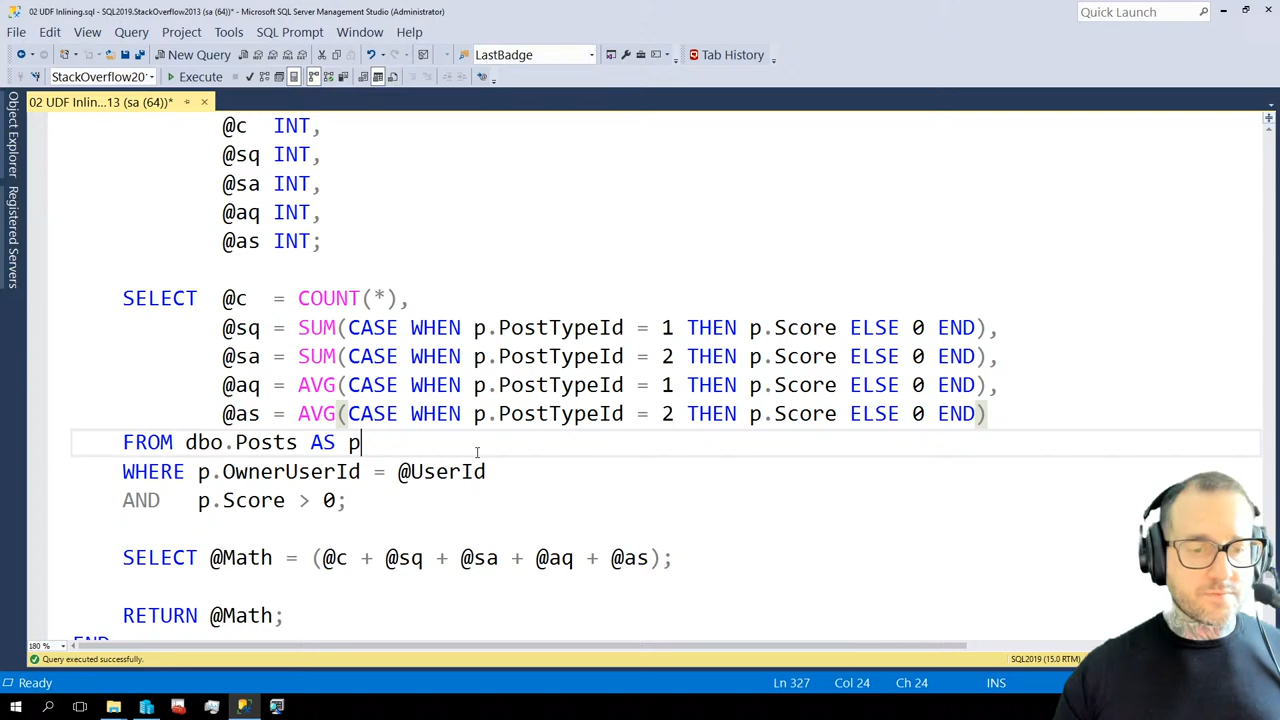 02 UDF Inlining.sql - SQL2019.StackOverflow2013 (sa (64))* - Microsoft SQL Server Management Studio (Administrator)
Quick Launch
File Edit View Query Project Tools SQL Prompt Window Help
New Query
LastBadge
Tab History
StackOverflow20
Execute
02 UDF Inlin...13 (sa (64))*
Object Explorer
Registered Servers
@c INT,
@sq INT,
@sa INT,
@aq INT,
@as INT;
SELECT @c = COUNT(*),
@sq = SUM(CASE WHEN p.PostTypeId = 1 THEN p.Score ELSE 0 END),
@sa = SUM(CASE WHEN p.PostTypeId = 2 THEN p.Score ELSE 0 END),
@aq = AVG(CASE WHEN p.PostTypeId = 1 THEN p.Score ELSE 0 END),
@as = AVG(CASE WHEN p.PostTypeId = 2 THEN p.Score ELSE 0 END)
FROM dbo.Posts AS p
WHERE p.OwnerUserId = @UserId
AND p.Score > 0;
SELECT @Math = (@c + @sq + @sa + @aq + @as);
RETURN @Math;
END
180 %
Query executed successfully.
SQL2019 (15.0 RTM)
Ready
Ln 327
Col 24
Ch 24
INS